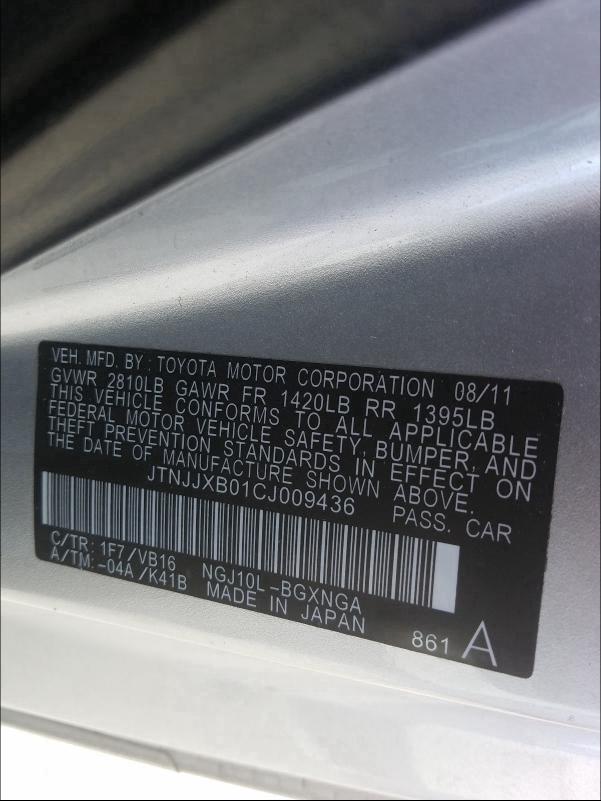 VEH. MFD. BY : TOYOTA MOTOR CORPORATION 08/11
GVWR 2810LB GAWR FR 1420LB RR 1395LB
THIS VEHICLE CONFORMS TO ALL APPLICABLE
FEDERAL MOTOR VEHICLE SAFETY, BUMPER, AND
THEFT PREVENTION STANDARDS IN EFFECT ON
THE DATE OF MANUFACTURE SHOWN ABOVE.
JTNJJXB01CJ009436 PASS. CAR
C/TR: 1F7/VB16 NGJ10L-BGXNGA
A/TM: -04A/K41B MADE IN JAPAN
861 A